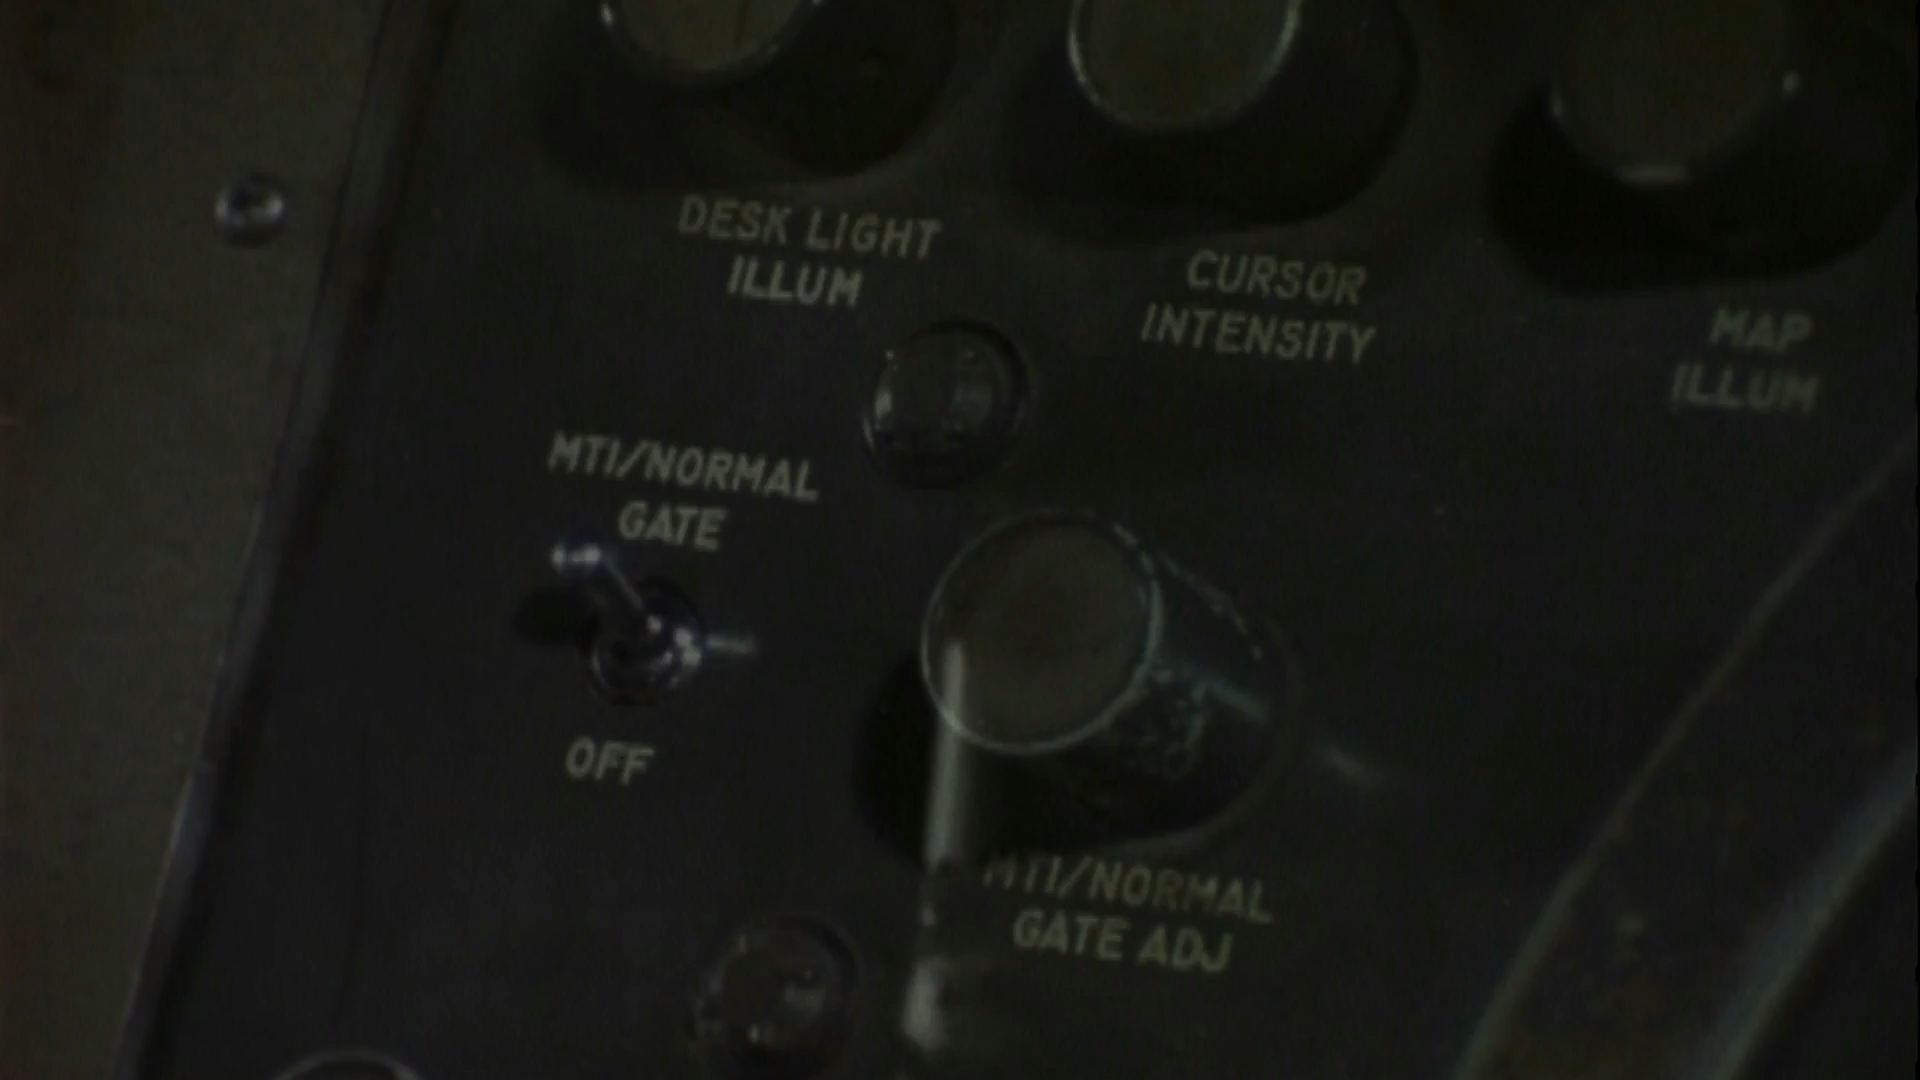 DESK LIGHT
ILLUM
CURSOR
INTENSITY
MAP
ILLUM
MTI/NORMAL
GATE
OFF
MTI/NORMAL
GATE ADJ